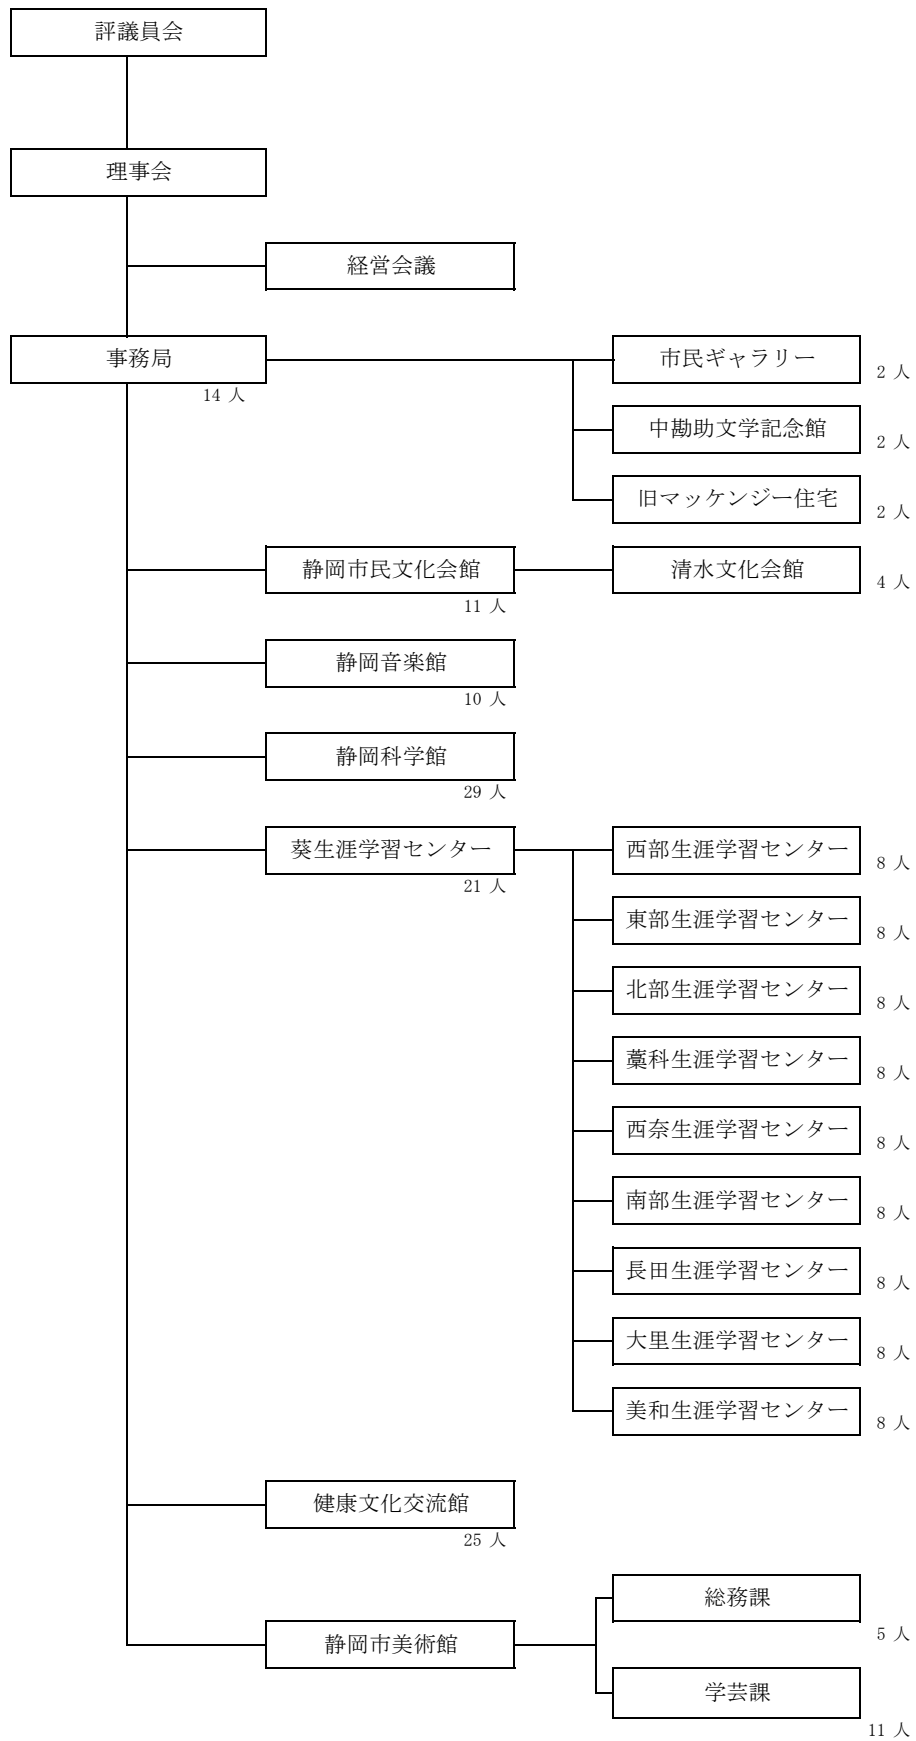 評議員会
理事会
経営会議
事務局
14 人
市民ギャラリー
2 人
中勘助文学記念館
2 人
旧マッケンジー住宅
2 人
静岡市民文化会館
11 人
清水文化会館
4 人
静岡音楽館
10 人
静岡科学館
29 人
葵生涯学習センター
21 人
西部生涯学習センター
8 人
東部生涯学習センター
8 人
北部生涯学習センター
8 人
藁科生涯学習センター
8 人
西奈生涯学習センター
8 人
南部生涯学習センター
8 人
長田生涯学習センター
8 人
大里生涯学習センター
8 人
美和生涯学習センター
8 人
健康文化交流館
25 人
静岡市美術館
総務課
5 人
学芸課
11 人